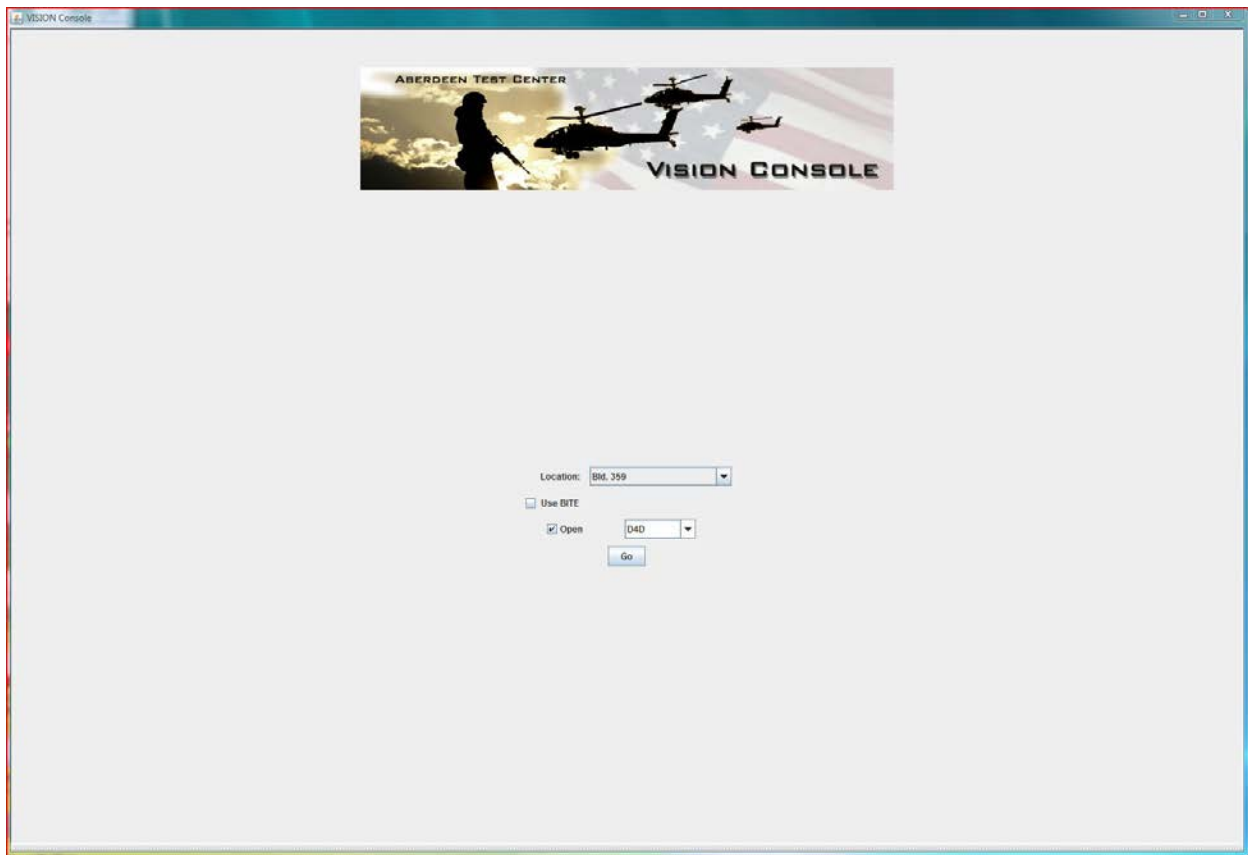 VISION Console
ABERDEEN TEST CENTER
VISION CONSOLE
Location: Bld. 359
Use BITE
Open D4D
Go